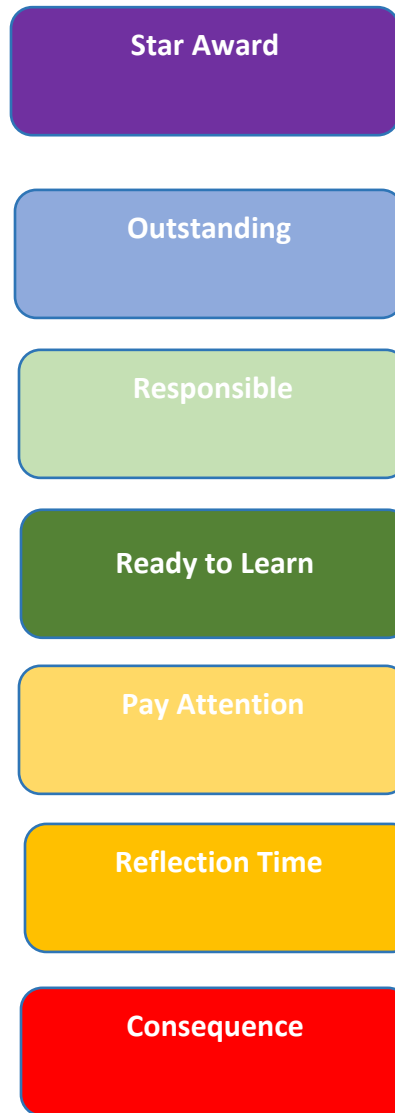 Star Award
Outstanding
Responsible
Ready to Learn
Pay Attention
Reflection Time
Consequence